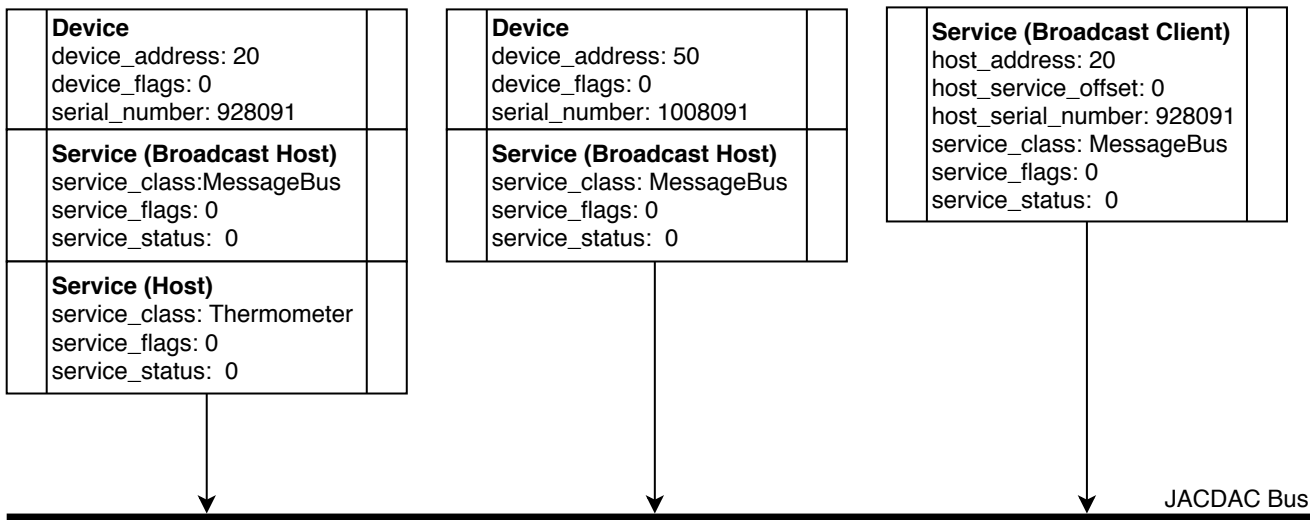 Device
device_address: 20
device_flags: 0
serial_number: 928091
Service (Broadcast Host)
service_class:MessageBus
service_flags: 0
service_status:  0
Service (Host)
service_class: Thermometer
service_flags: 0
service_status:  0
Device
device_address: 50
device_flags: 0
serial_number: 1008091
Service (Broadcast Host)
service_class: MessageBus
service_flags: 0
service_status:  0
Service (Broadcast Client)
host_address: 20
host_service_offset: 0
host_serial_number: 928091
service_class: MessageBus
service_flags: 0
service_status:  0
JACDAC Bus